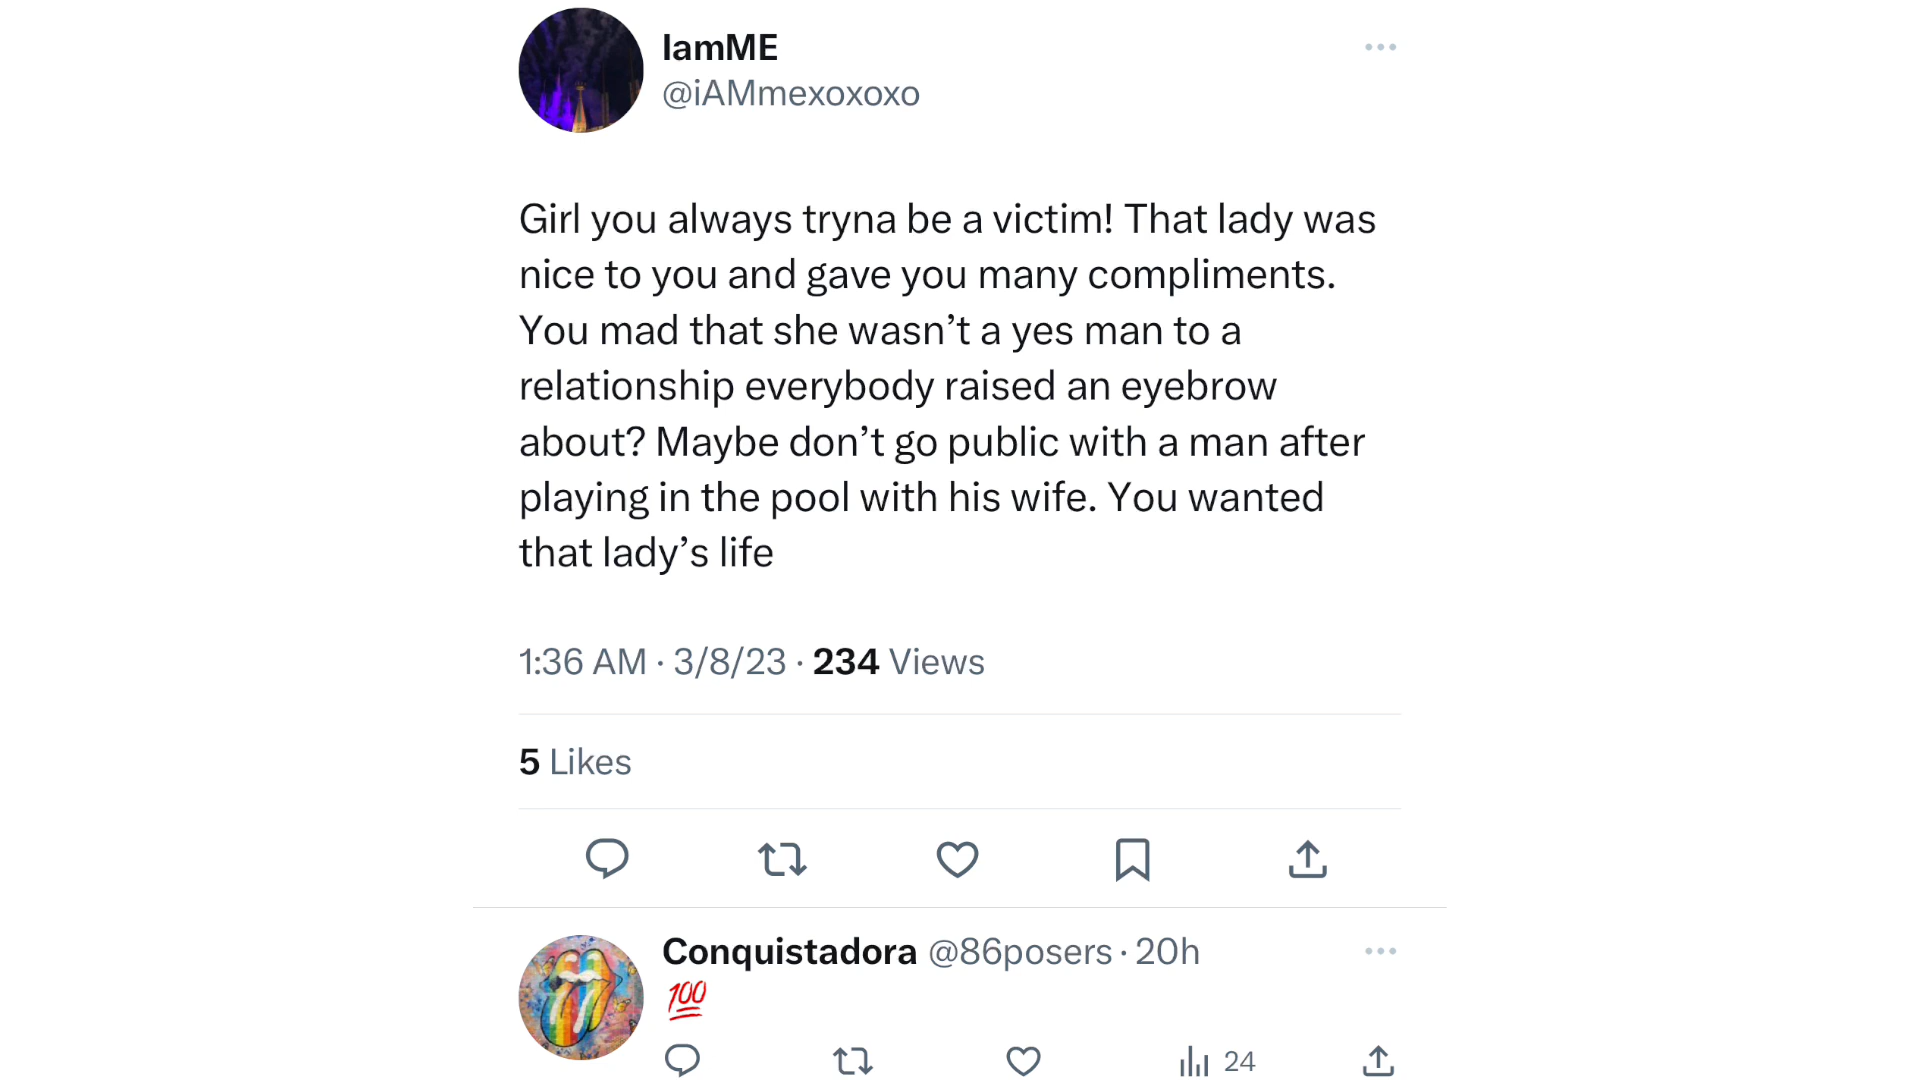 IamME
@iAMmexoxoxo
Girl you always tryna be a victim! That lady was
nice to you and gave you many compliments.
You mad that she wasn’t a yes man to a
relationship everybody raised an eyebrow
about? Maybe don’t go public with a man after
playing in the pool with his wife. You wanted
that lady’s life
1:36 AM · 3/8/23 · 234 Views
5 Likes
Conquistadora @86posers · 20h
💯
24